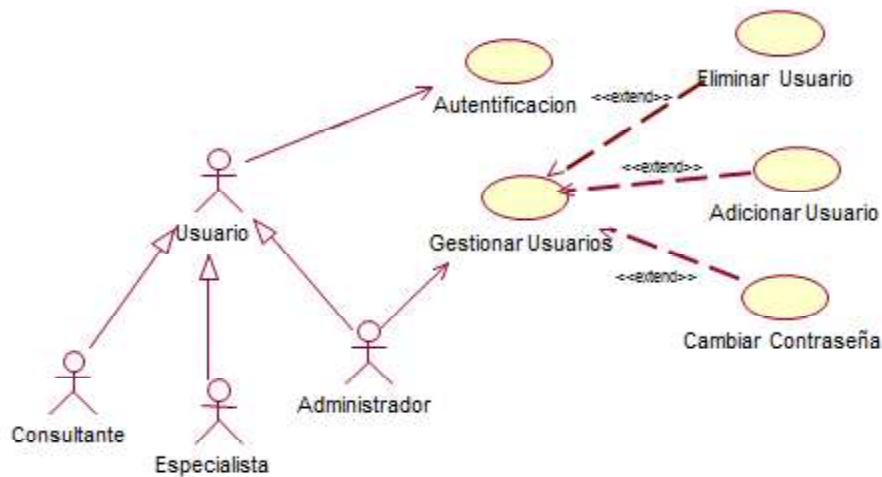 Eliminar Usuario
<<extend>>
Autentificacion
<<extend>>
Adicionar Usuario
Usuario
Gestionar Usuarios
<<extend>>
Cambiar Contraseña
Administrador
Consultante
Especialista